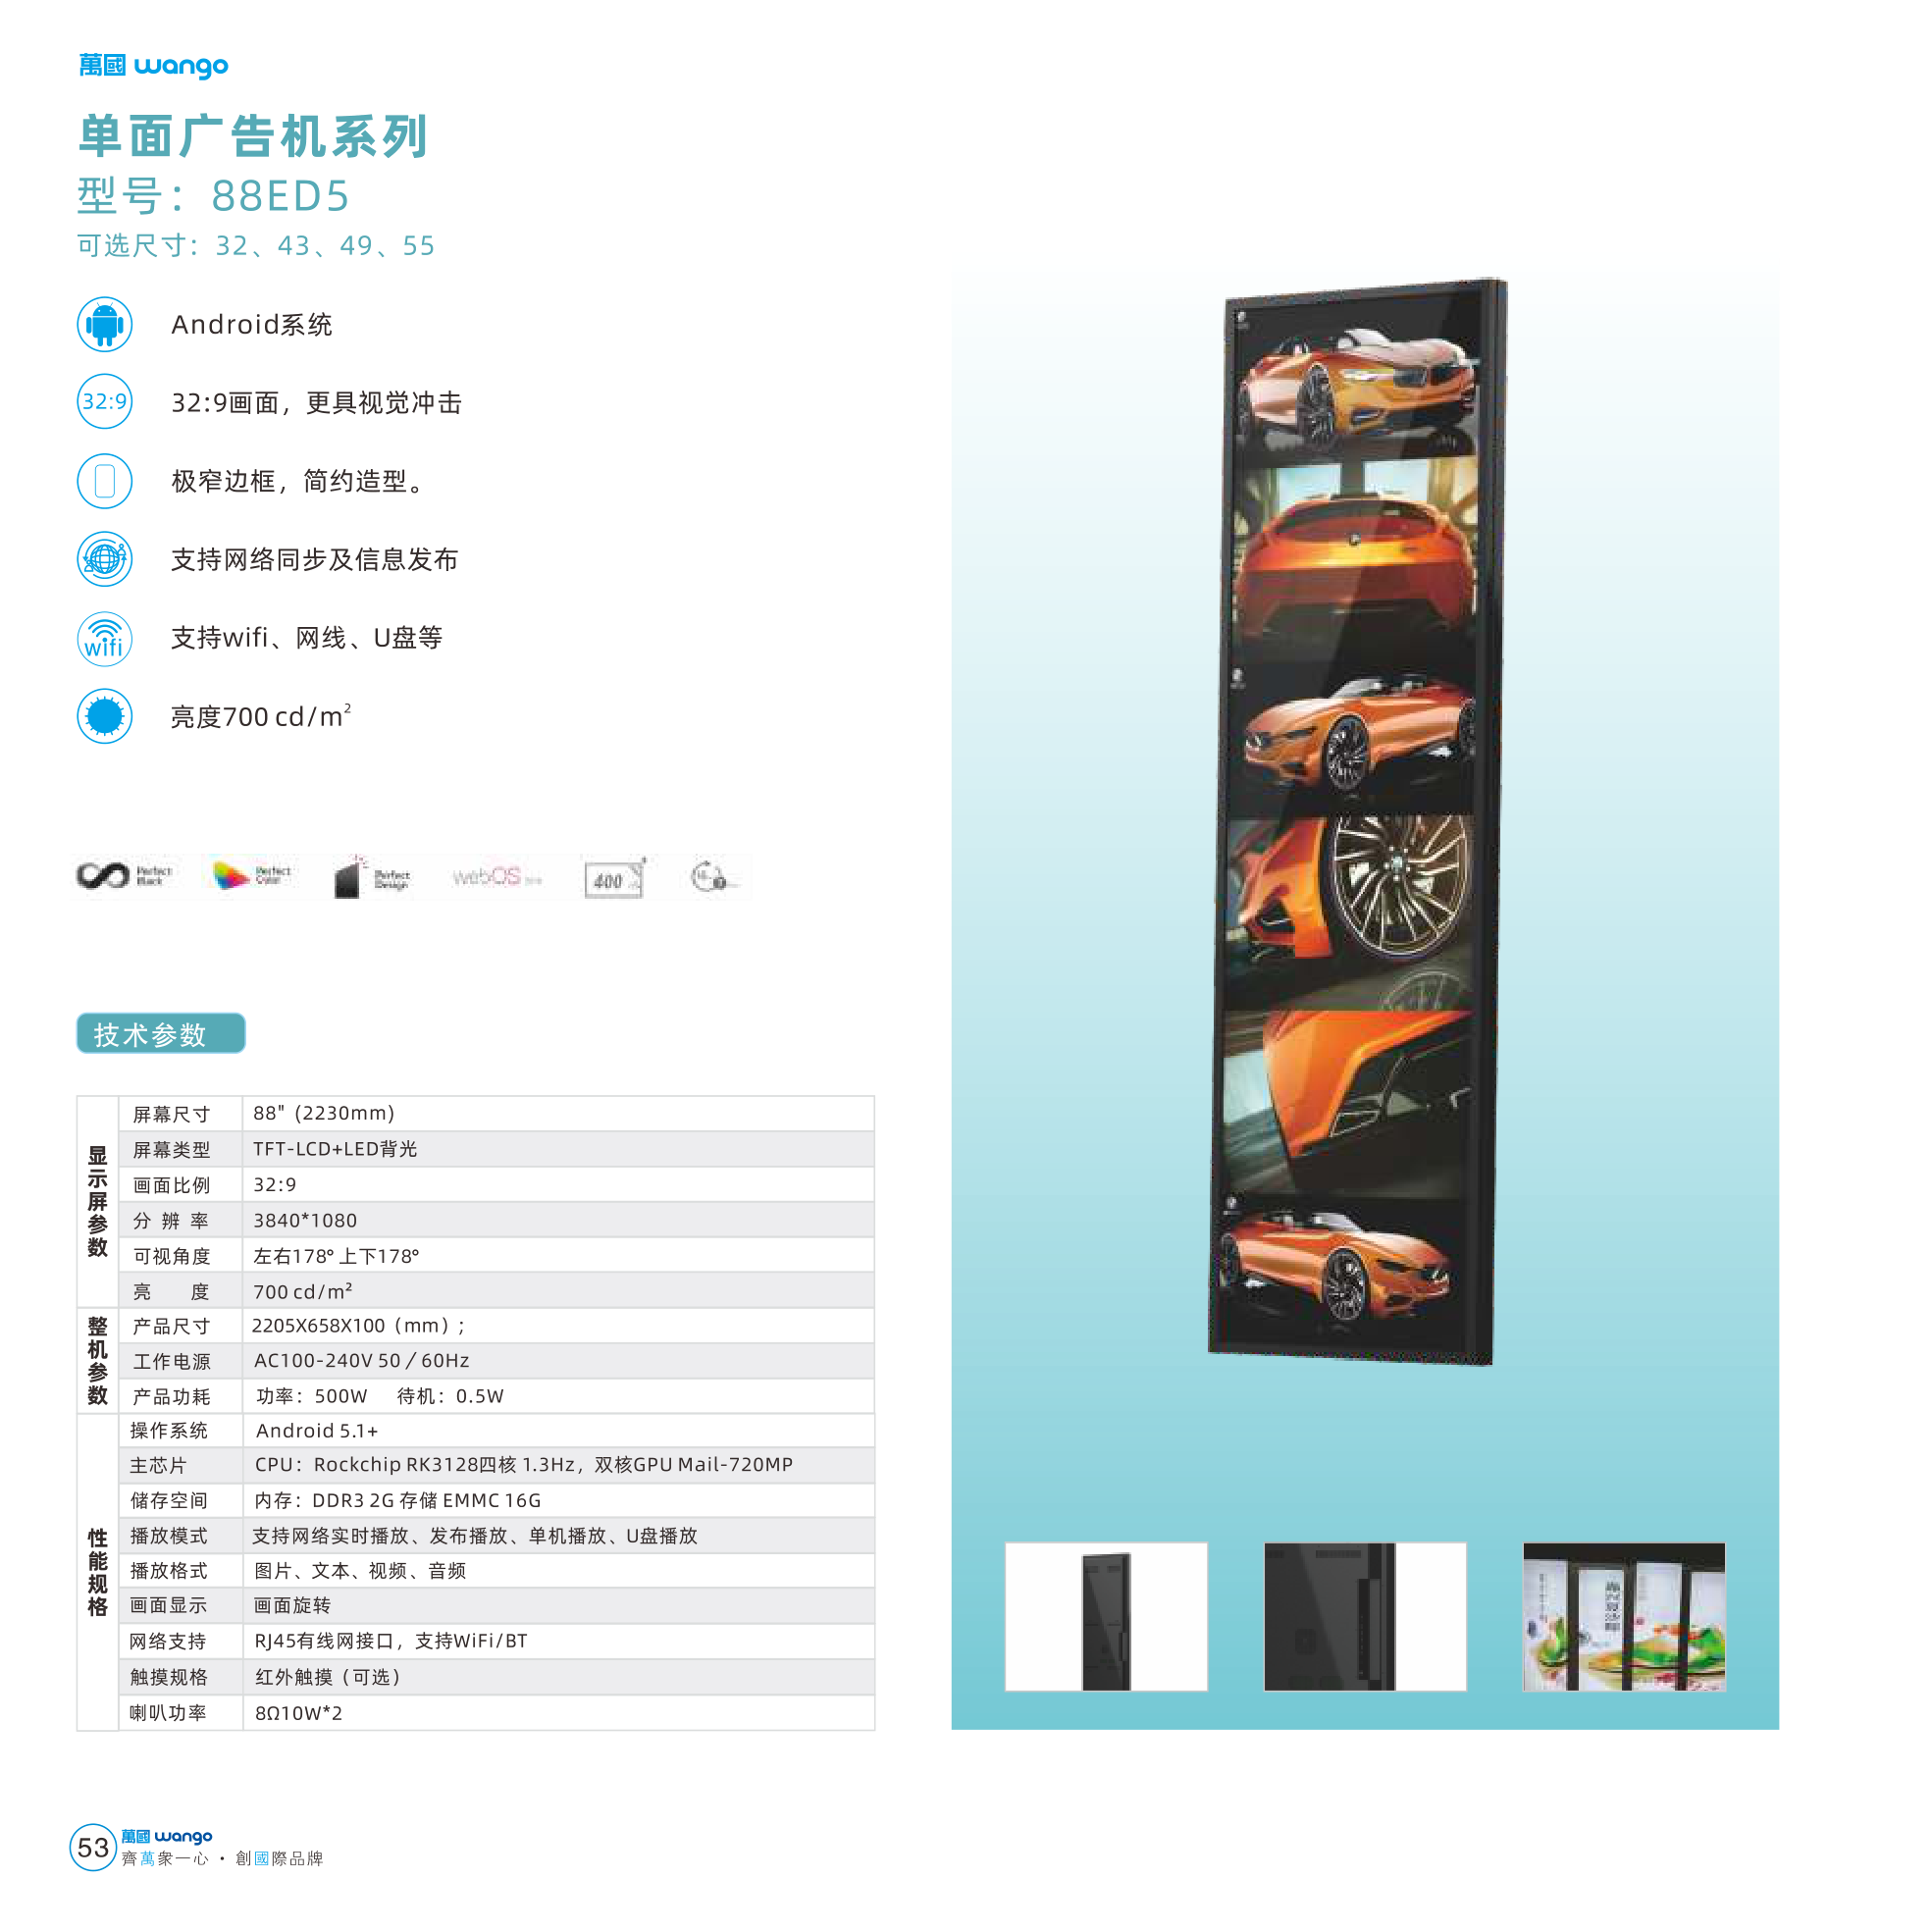 萬國 wango
单面广告机系列
型号：88ED5
可选尺寸：32、43、49、55
Android系统
32:9
32:9画面，更具视觉冲击
极窄边框，简约造型。
支持网络同步及信息发布
wifi
支持wifi、网线、U盘等
亮度700 cd/m²
Perfect Black
Perfect Color
Perfect Design
webOS
400
技术参数
显示屏参数
屏幕尺寸 88" (2230mm)
屏幕类型 TFT-LCD+LED背光
画面比例 32:9
分 辨 率 3840*1080
可视角度 左右178° 上下178°
亮 度 700 cd/m²
整机参数
产品尺寸 2205X658X100（mm）;
工作电源 AC100-240V 50／60Hz
产品功耗 功率：500W 待机：0.5W
性能规格
操作系统 Android 5.1+
主芯片 CPU：Rockchip RK3128四核 1.3Hz，双核GPU Mail-720MP
储存空间 内存：DDR3 2G 存储 EMMC 16G
播放模式 支持网络实时播放、发布播放、单机播放、U盘播放
播放格式 图片、文本、视频、音频
画面显示 画面旋转
网络支持 RJ45有线网接口，支持WiFi/BT
触摸规格 红外触摸（可选）
喇叭功率 8Ω10W*2
53
萬國 wango
齊萬衆一心・創國際品牌